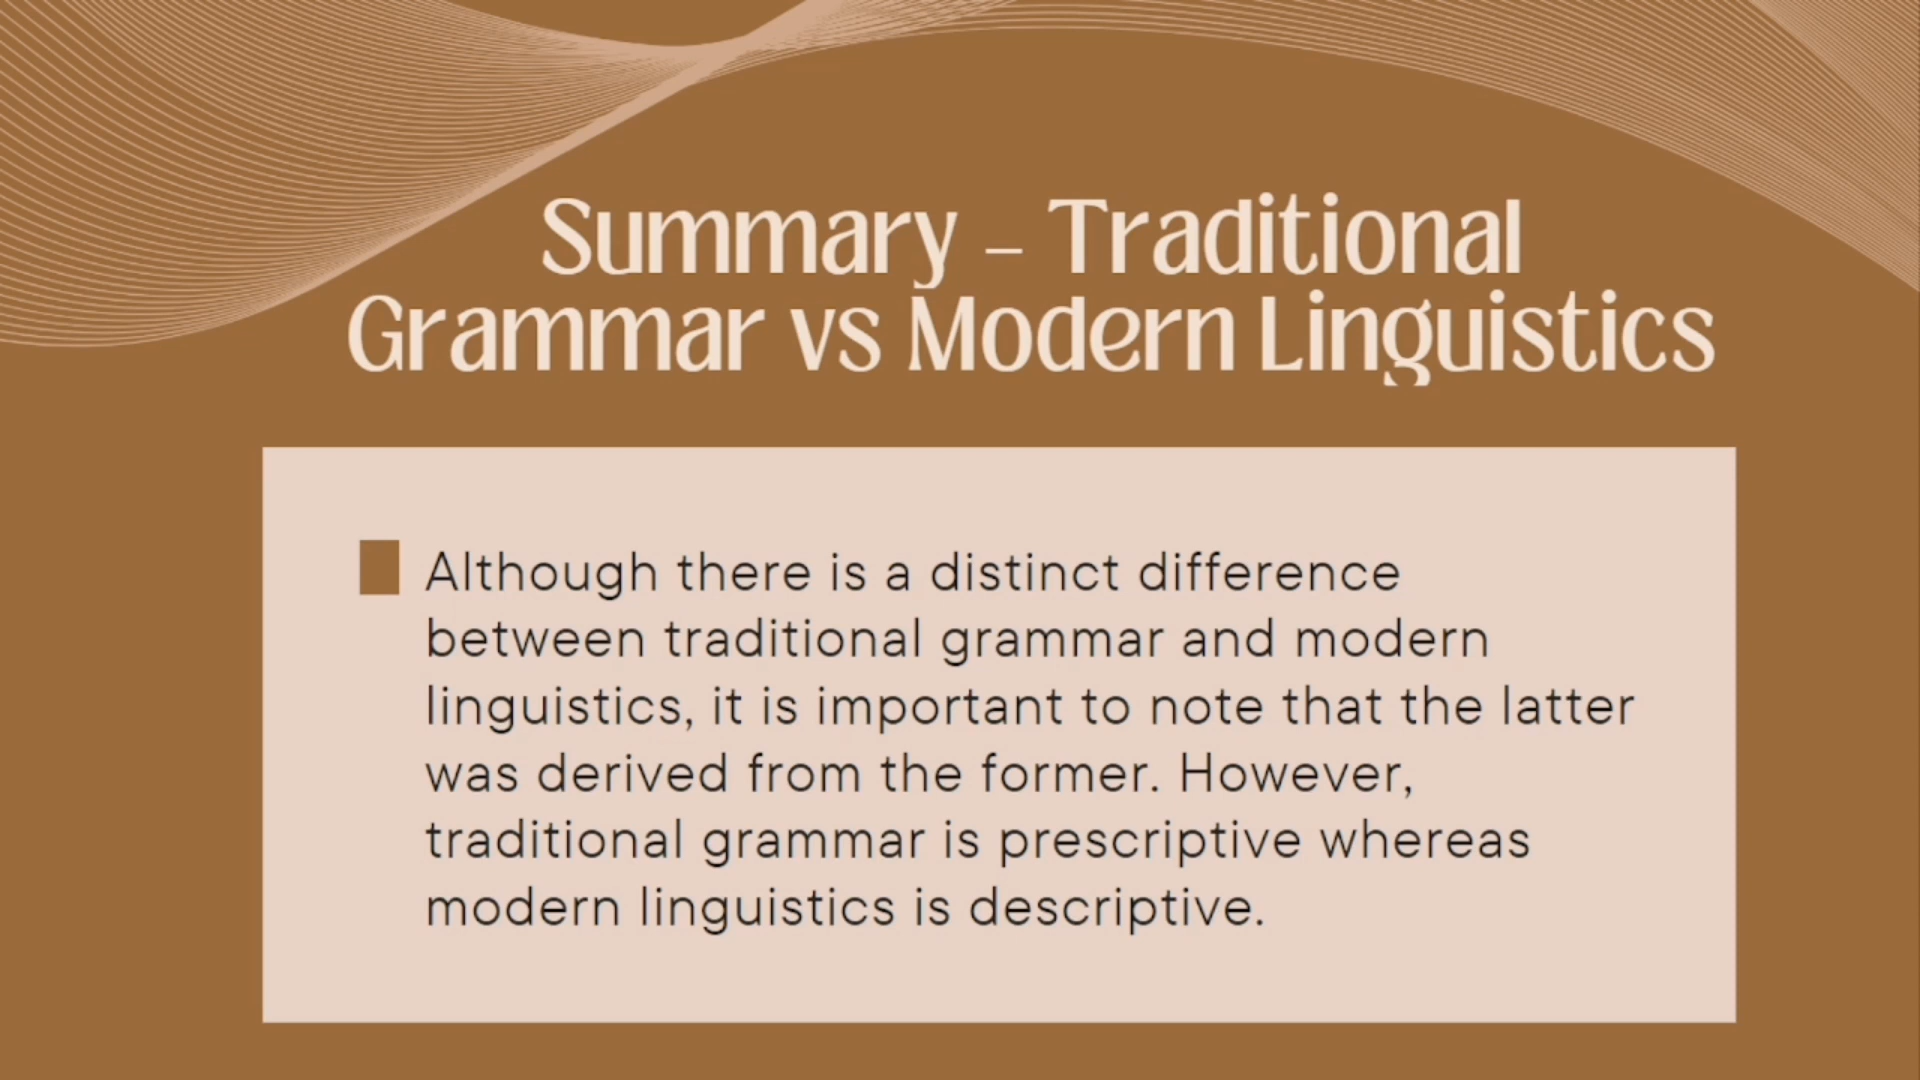 Summary – Traditional
Grammar vs Modern Linguistics
Although there is a distinct difference
between traditional grammar and modern
linguistics, it is important to note that the latter
was derived from the former. However,
traditional grammar is prescriptive whereas
modern linguistics is descriptive.